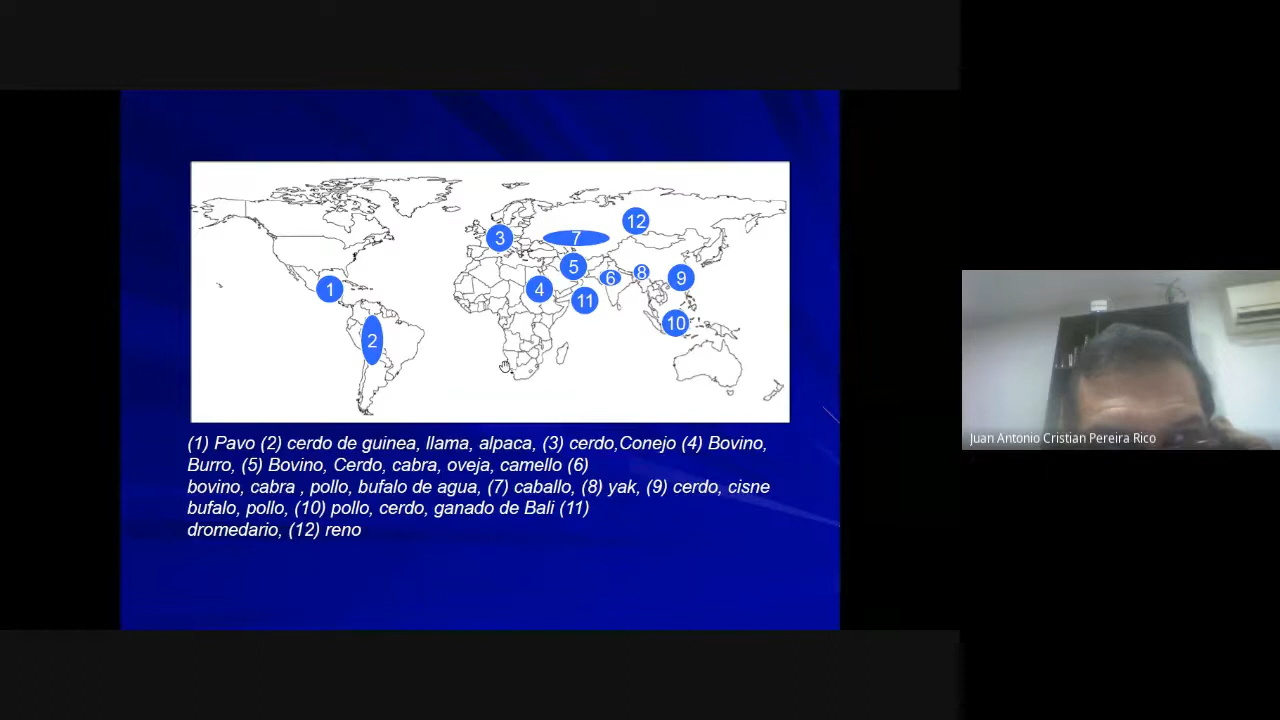 12
3
7
5
8
6
9
1
4
11
10
2
(1) Pavo (2) cerdo de guinea, llama, alpaca, (3) cerdo,Conejo (4) Bovino,
Burro, (5) Bovino, Cerdo, cabra, oveja, camello (6)
bovino, cabra , pollo, bufalo de agua, (7) caballo, (8) yak, (9) cerdo, cisne
bufalo, pollo, (10) pollo, cerdo, ganado de Bali (11)
dromedario, (12) reno
Juan Antonio Cristian Pereira Rico